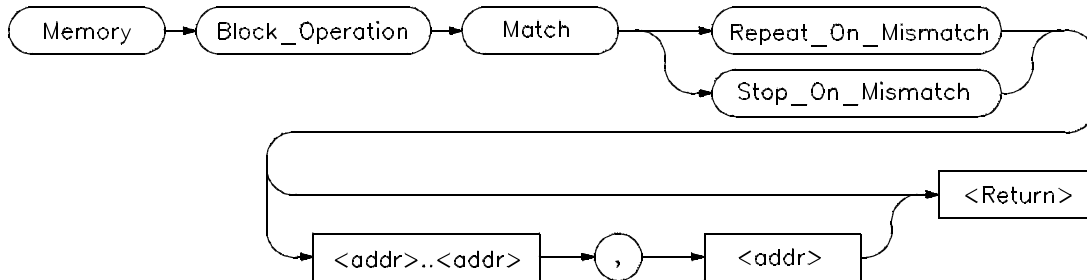 Memory Block_Operation Match Repeat_On_Mismatch
Stop_On_Mismatch
<Return>
<addr>..<addr> , <addr>